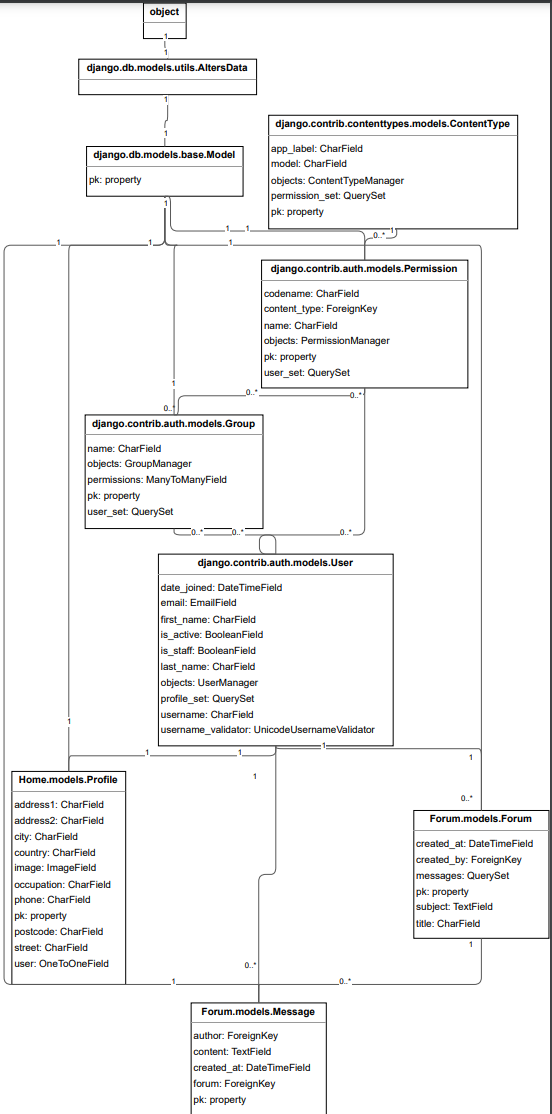 object
1
1
django.db.models.utils.AltersData
1
1
django.db.models.base.Model
pk: property
1
django.contrib.contenttypes.models.ContentType
app_label: CharField
model: CharField
objects: ContentTypeManager
permission_set: QuerySet
pk: property
1
0..*
1
1
1
1
1
django.contrib.auth.models.Permission
codename: CharField
content_type: ForeignKey
name: CharField
objects: PermissionManager
pk: property
user_set: QuerySet
1
0..*
0..*
0..*
django.contrib.auth.models.Group
name: CharField
objects: GroupManager
permissions: ManyToManyField
pk: property
user_set: QuerySet
0..*
0..*
0..*
django.contrib.auth.models.User
date_joined: DateTimeField
email: EmailField
first_name: CharField
is_active: BooleanField
is_staff: BooleanField
last_name: CharField
objects: UserManager
profile_set: QuerySet
username: CharField
username_validator: UnicodeUsernameValidator
1
1
1
1
1
1
Home.models.Profile
address1: CharField
address2: CharField
city: CharField
country: CharField
image: ImageField
occupation: CharField
phone: CharField
pk: property
postcode: CharField
street: CharField
user: OneToOneField
0..*
Forum.models.Forum
created_at: DateTimeField
created_by: ForeignKey
messages: QuerySet
pk: property
subject: TextField
title: CharField
1
0..*
1
0..*
Forum.models.Message
author: ForeignKey
content: TextField
created_at: DateTimeField
forum: ForeignKey
pk: property